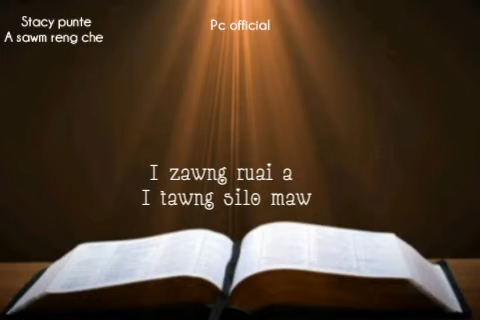 Stacy punte
A sawm reng che
Pc official
I zawng ruai a
I tawng silo maw